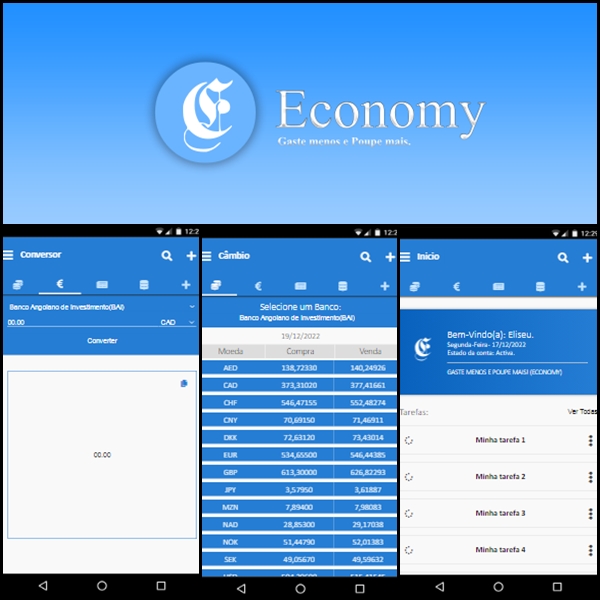 Economy
Gaste menos e Poupe mais.
12:2
Conversor
Banco Angolano de Investimento(BAI)
00.00 CAD
Converter
00.00
12:2
Câmbio
Selecione um Banco:
Banco Angolano de Investimento(BAI)
19/12/2022
Moeda Compra Venda
AED 138,72330 140,24926
CAD 373,31020 377,41661
CHF 546,47155 552,48274
CNY 70,69150 71,46911
DKK 72,63120 73,43014
EUR 534,65500 546,44385
GBP 613,30000 626,82293
JPY 3,57950 3,61887
MZN 7,89400 7,98083
NAD 28,85300 29,17038
NOK 51,44790 52,01383
SEK 49,05670 49,59632
12:29
Inicio
Bem-Vindo(a): Eliseu.
Segunda-Feira- 17/12/2022
Estado da conta: Activa.
GASTE MENOS E POUPE MAIS! (ECONOMY)
Tarefas: Ver Todas
Minha tarefa 1
Minha tarefa 2
Minha tarefa 3
Minha tarefa 4